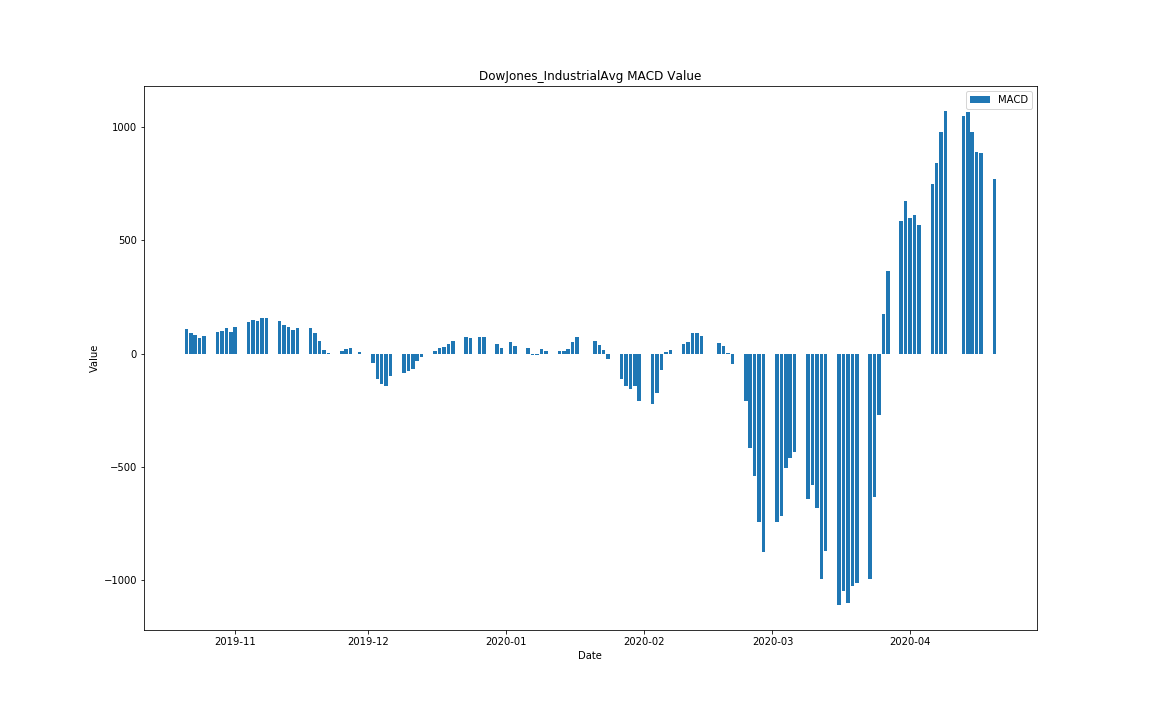 DowJones_IndustrialAvg MACD Value
MACD
1000
500
0
−500
−1000
Value
2019-11
2019-12
2020-01
2020-02
2020-03
2020-04
Date